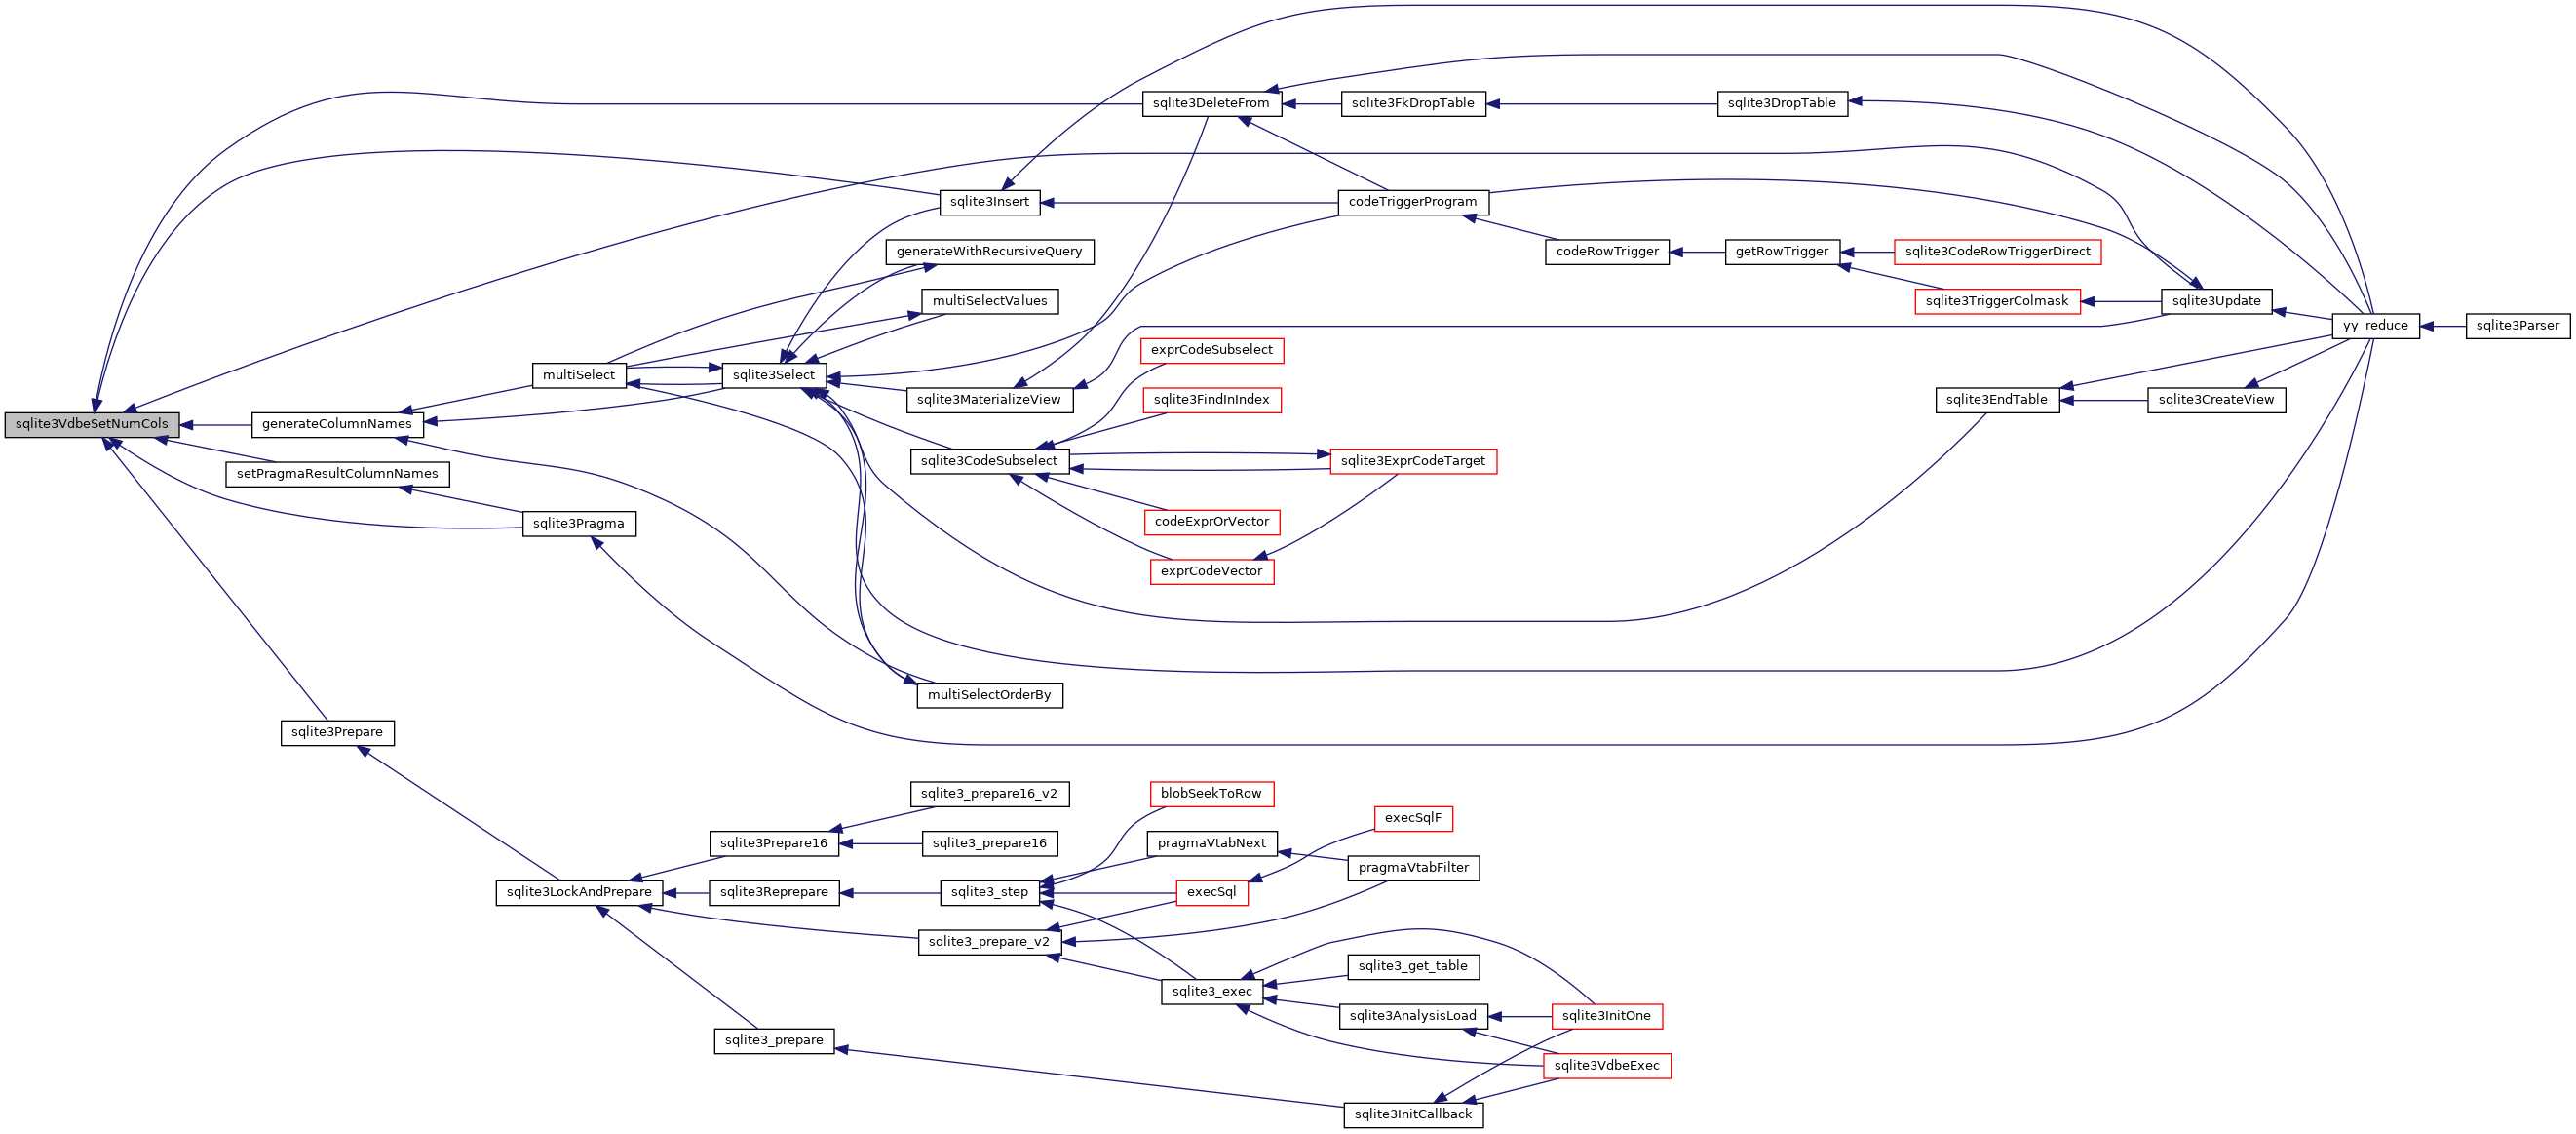 sqlite3DeleteFrom
sqlite3FkDropTable
sqlite3DropTable
sqlite3Insert
codeTriggerProgram
generateWithRecursiveQuery
codeRowTrigger
getRowTrigger
sqlite3CodeRowTriggerDirect
multiSelectValues
sqlite3TriggerColmask
sqlite3Update
yy_reduce
sqlite3Parser
exprCodeSubselect
multiSelect
sqlite3Select
sqlite3MaterializeView
sqlite3FindInIndex
sqlite3EndTable
sqlite3CreateView
sqlite3VdbeSetNumCols
generateColumnNames
sqlite3CodeSubselect
sqlite3ExprCodeTarget
setPragmaResultColumnNames
sqlite3Pragma
codeExprOrVector
exprCodeVector
multiSelectOrderBy
sqlite3Prepare
sqlite3_prepare16_v2
blobSeekToRow
execSqlF
sqlite3Prepare16
sqlite3_prepare16
pragmaVtabNext
pragmaVtabFilter
sqlite3LockAndPrepare
sqlite3Reprepare
sqlite3_step
execSql
sqlite3_prepare_v2
sqlite3_get_table
sqlite3_exec
sqlite3AnalysisLoad
sqlite3InitOne
sqlite3_prepare
sqlite3VdbeExec
sqlite3InitCallback